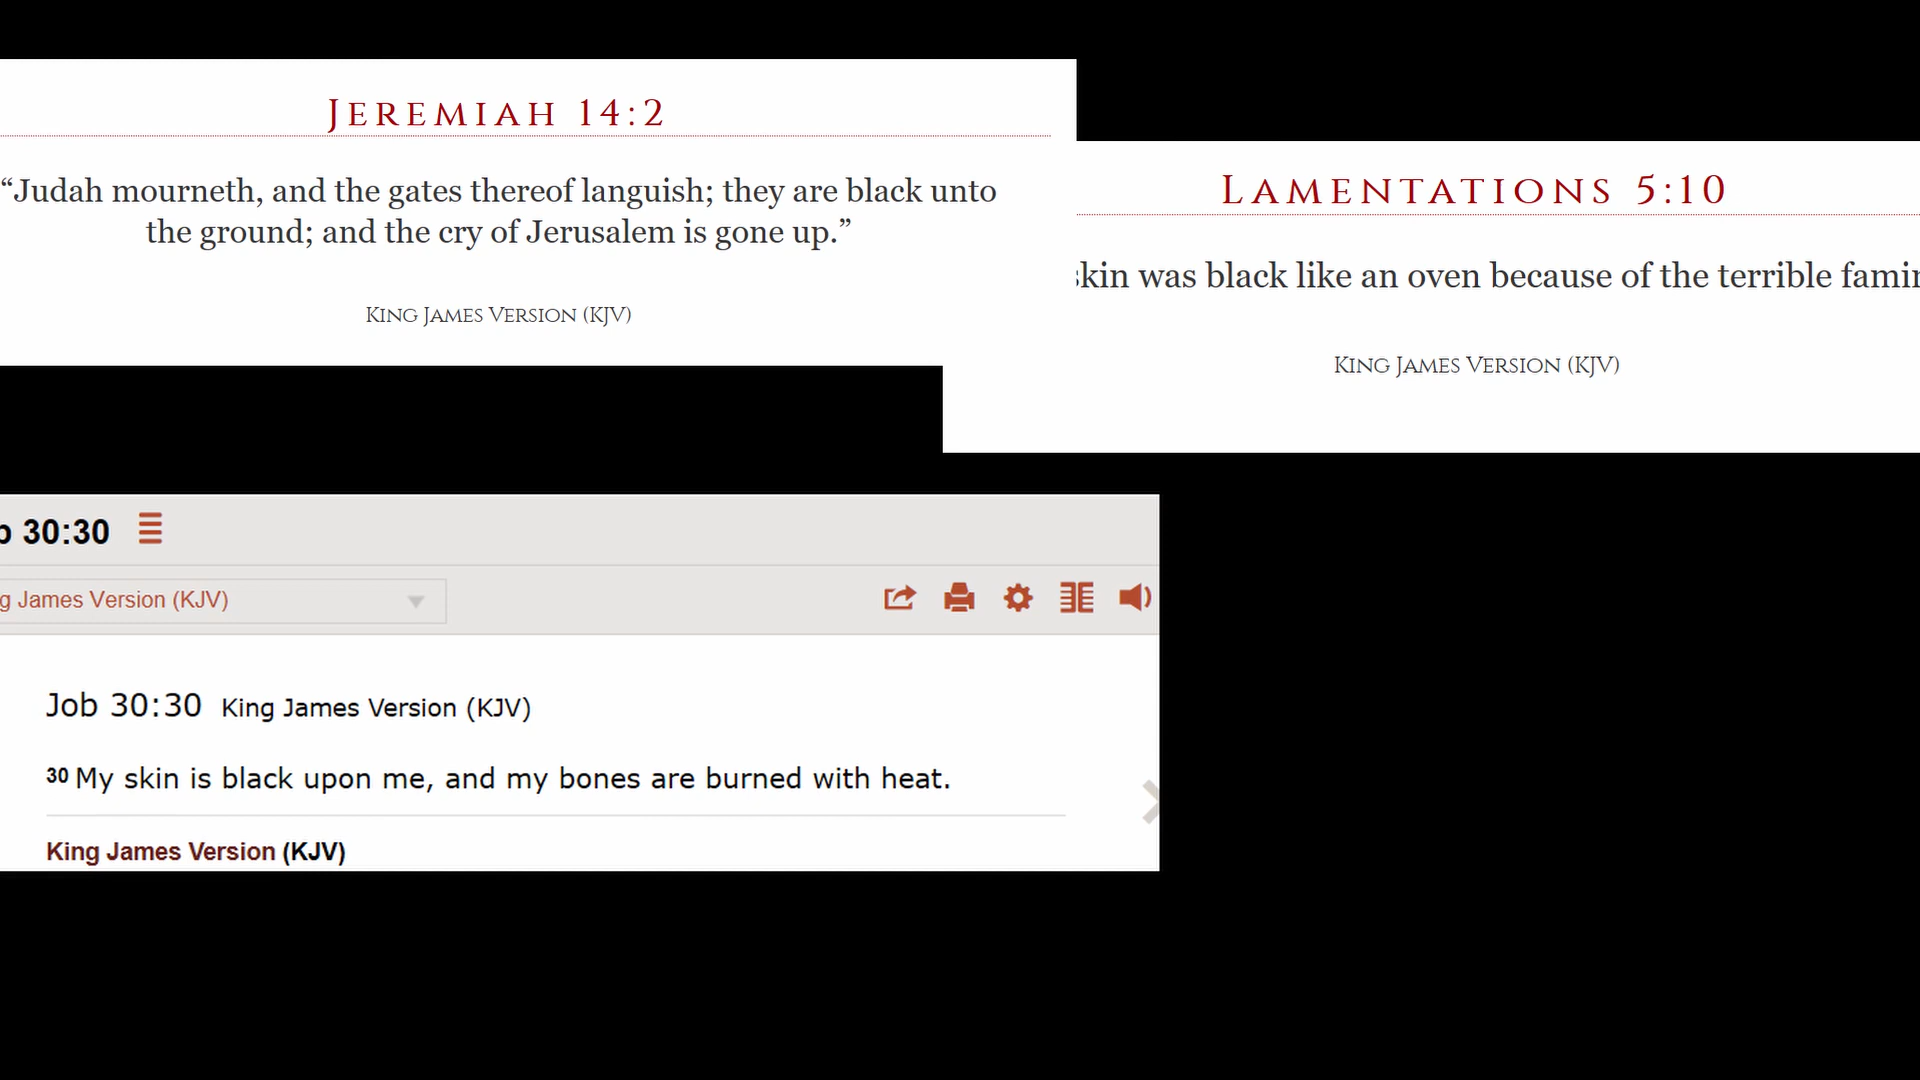 JEREMIAH 14:2
“Judah mourneth, and the gates thereof languish; they are black unto
the ground; and the cry of Jerusalem is gone up.”
KING JAMES VERSION (KJV)
LAMENTATIONS 5:10
skin was black like an oven because of the terrible
KING JAMES VERSION (KJV)
30:30
James Version (KJV)
Job 30:30 King James Version (KJV)
30 My skin is black upon me, and my bones are burned with heat.
King James Version (KJV)